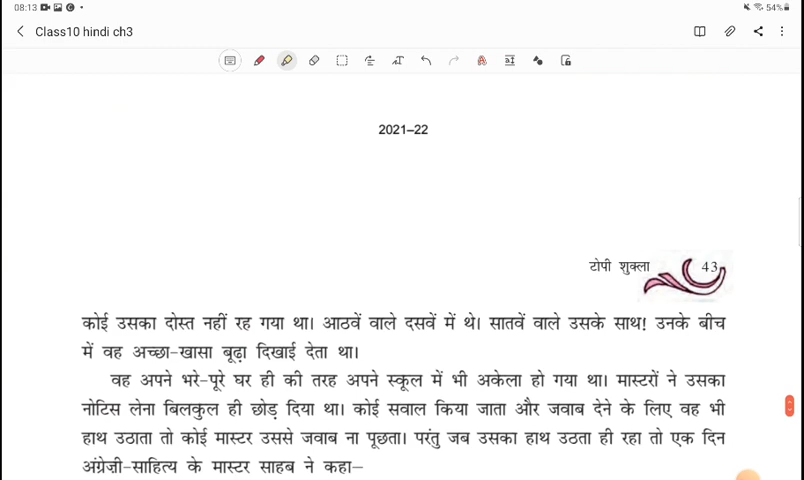 08:13
54%
Class10 hindi ch3
2021–22
टोपी शुक्ला 43
कोई उसका दोस्त नहीं रह गया था। आठवें वाले दसवें में थे। सातवें वाले उसके साथ! उनके बीच
में वह अच्छा-खासा बूढ़ा दिखाई देता था।
वह अपने भरे-पूरे घर ही की तरह अपने स्कूल में भी अकेला हो गया था। मास्टरों ने उसका
नोटिस लेना बिलकुल ही छोड़ दिया था। कोई सवाल किया जाता और जवाब देने के लिए वह भी
हाथ उठाता तो कोई मास्टर उससे जवाब ना पूछता। परंतु जब उसका हाथ उठता ही रहा तो एक दिन
अंग्रेज़ी-साहित्य के मास्टर साहब ने कहा–